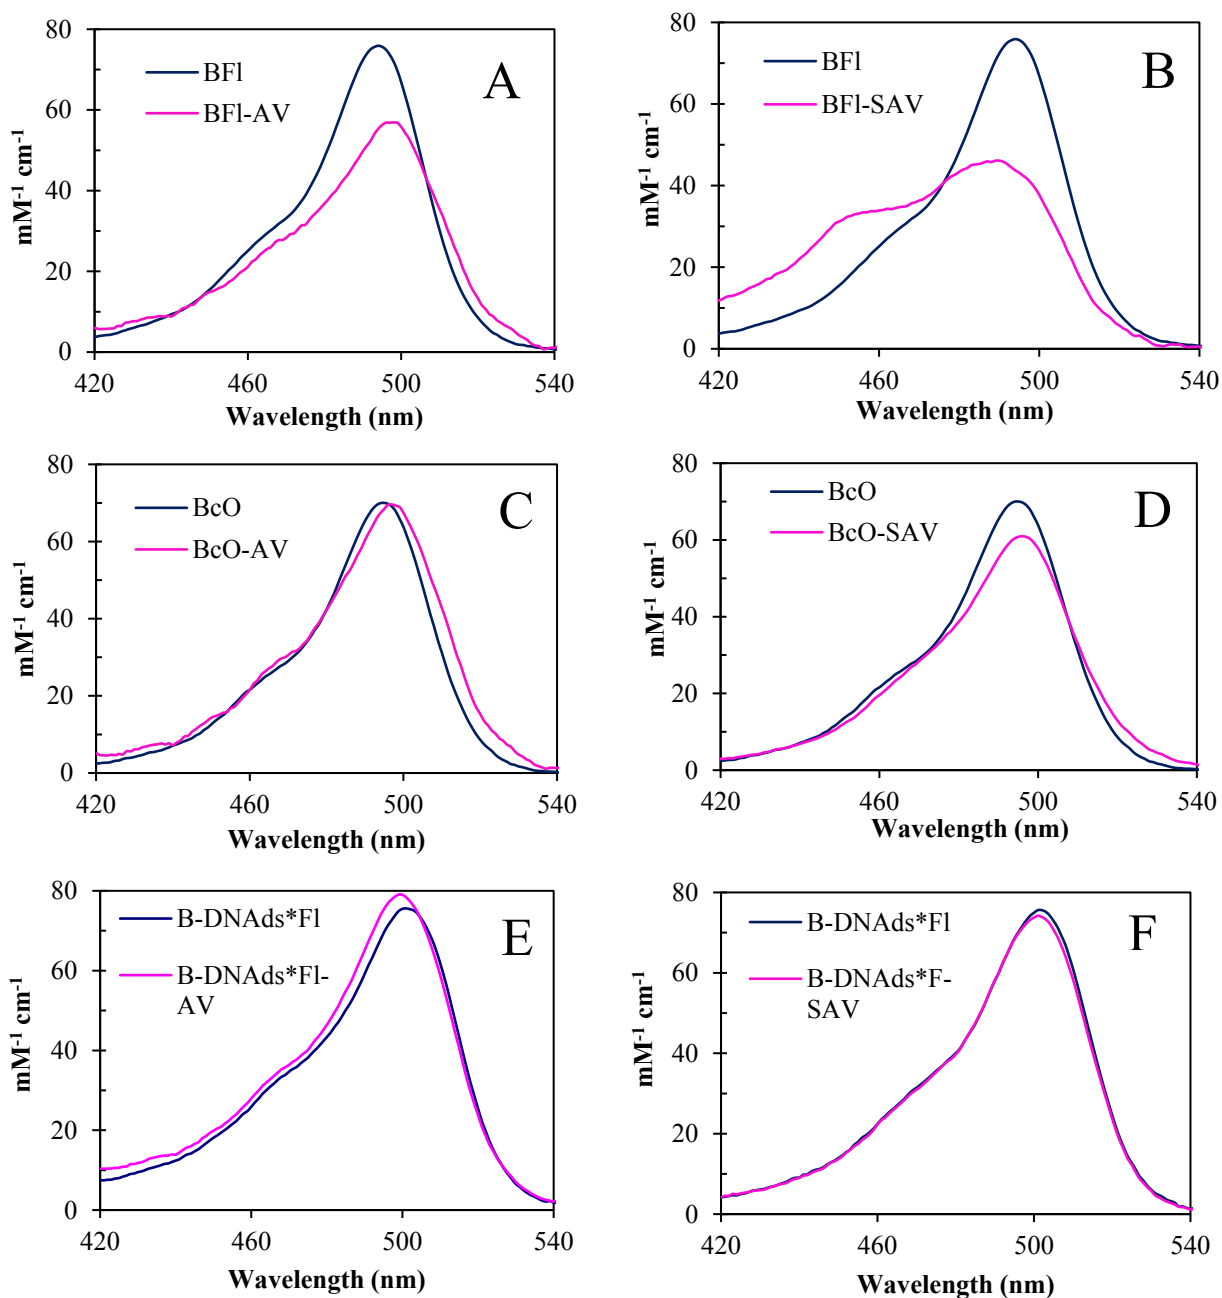 A
BFl
BFl-AV
80
60
40
20
0
420
460
500
540
Wavelength (nm)
mM-1 cm-1
B
BFl
BFl-SAV
80
60
40
20
0
420
460
500
540
Wavelength (nm)
mM-1 cm-1
C
BcO
BcO-AV
80
60
40
20
0
420
460
500
540
Wavelength (nm)
mM-1 cm-1
D
BcO
BcO-SAV
80
60
40
20
0
420
460
500
540
Wavelength (nm)
mM-1 cm-1
E
B-DNAds*Fl
B-DNAds*Fl-
AV
80
60
40
20
0
420
460
500
540
Wavelength (nm)
mM-1 cm-1
F
B-DNAds*Fl
B-DNAds*F-
SAV
80
60
40
20
0
420
460
500
540
Wavelength (nm)
mM-1 cm-1